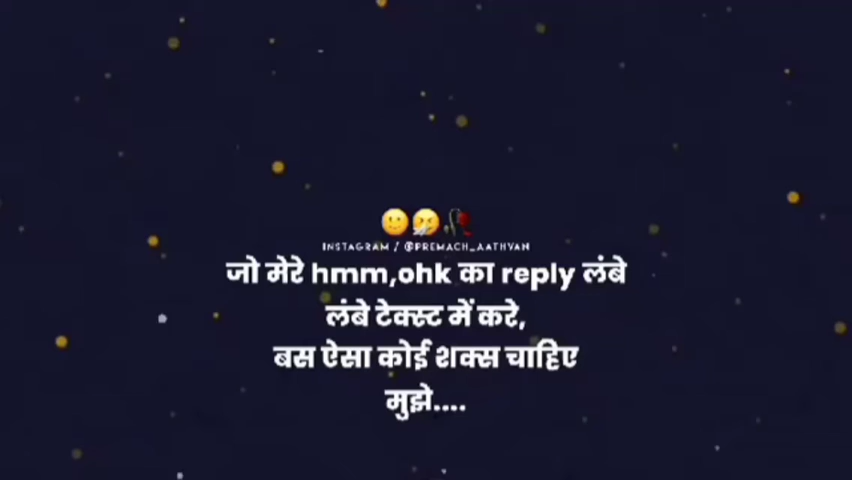 🙂🤧🥀
INSTAGRAM / @PREMACH_AATHVAN
जो मेरे hmm,ohk का reply लंबे
लंबे टेक्स्ट में करे,
बस ऐसा कोई शक्स चाहिए
मुझे....